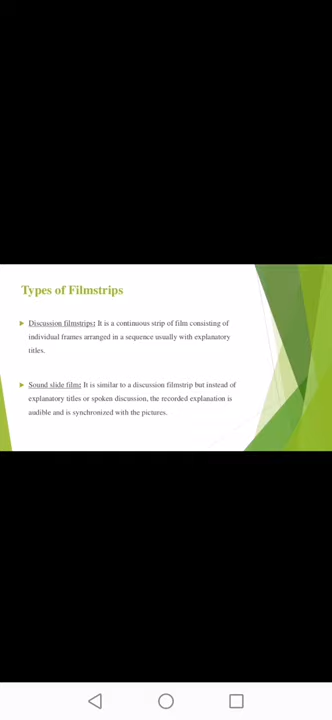 Types of Filmstrips
Discussion filmstrips: It is a continuous strip of film consisting of
individual frames arranged in a sequence usually with explanatory
titles.
Sound slide film: It is similar to a discussion filmstrip but instead of
explanatory titles or spoken discussion, the recorded explanation is
audible and is synchronized with the pictures.